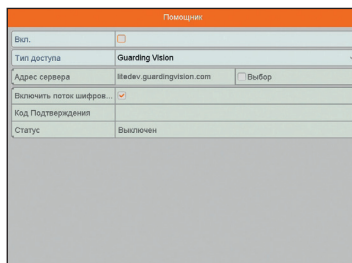 Помощник
Вкл.
Тип доступа Guarding Vision
Адрес сервера litedev.guardingvision.com Выбор
Включить поток шифров...
Код Подтверждения
Статус Выключен